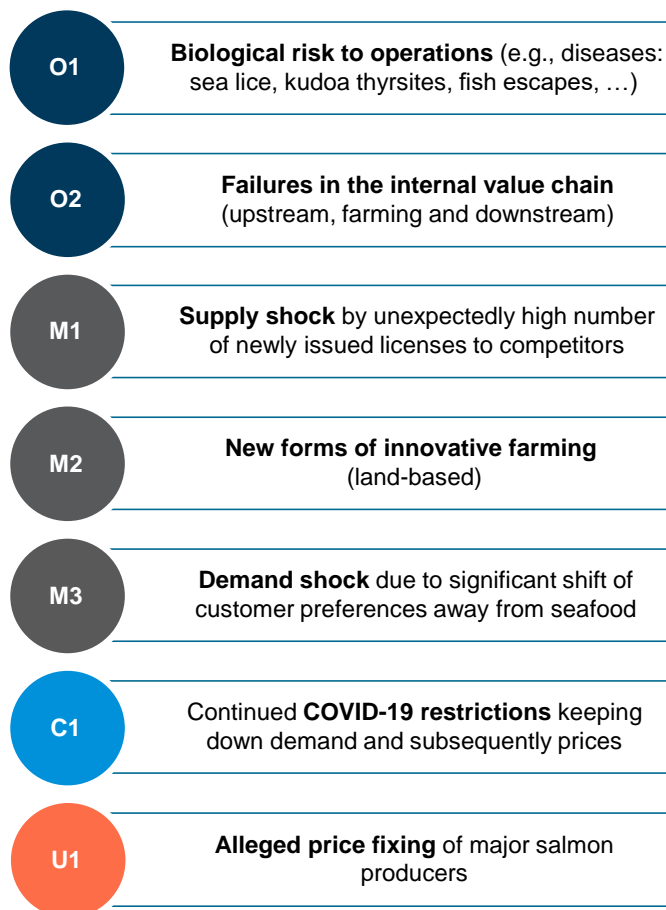 O1
Biological risk to operations (e.g., diseases:
sea lice, kudoa thyrsites, fish escapes, …)
O2
Failures in the internal value chain
(upstream, farming and downstream)
M1
Supply shock by unexpectedly high number
of newly issued licenses to competitors
M2
New forms of innovative farming
(land-based)
M3
Demand shock due to significant shift of
customer preferences away from seafood
C1
Continued COVID-19 restrictions keeping
down demand and subsequently prices
U1
Alleged price fixing of major salmon
producers